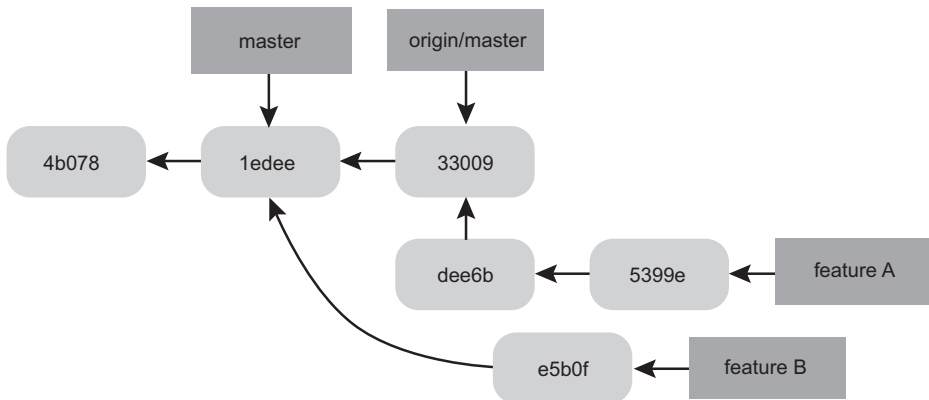 master
origin/master
4b078
1edee
33009
dee6b
5399e
feature A
e5b0f
feature B